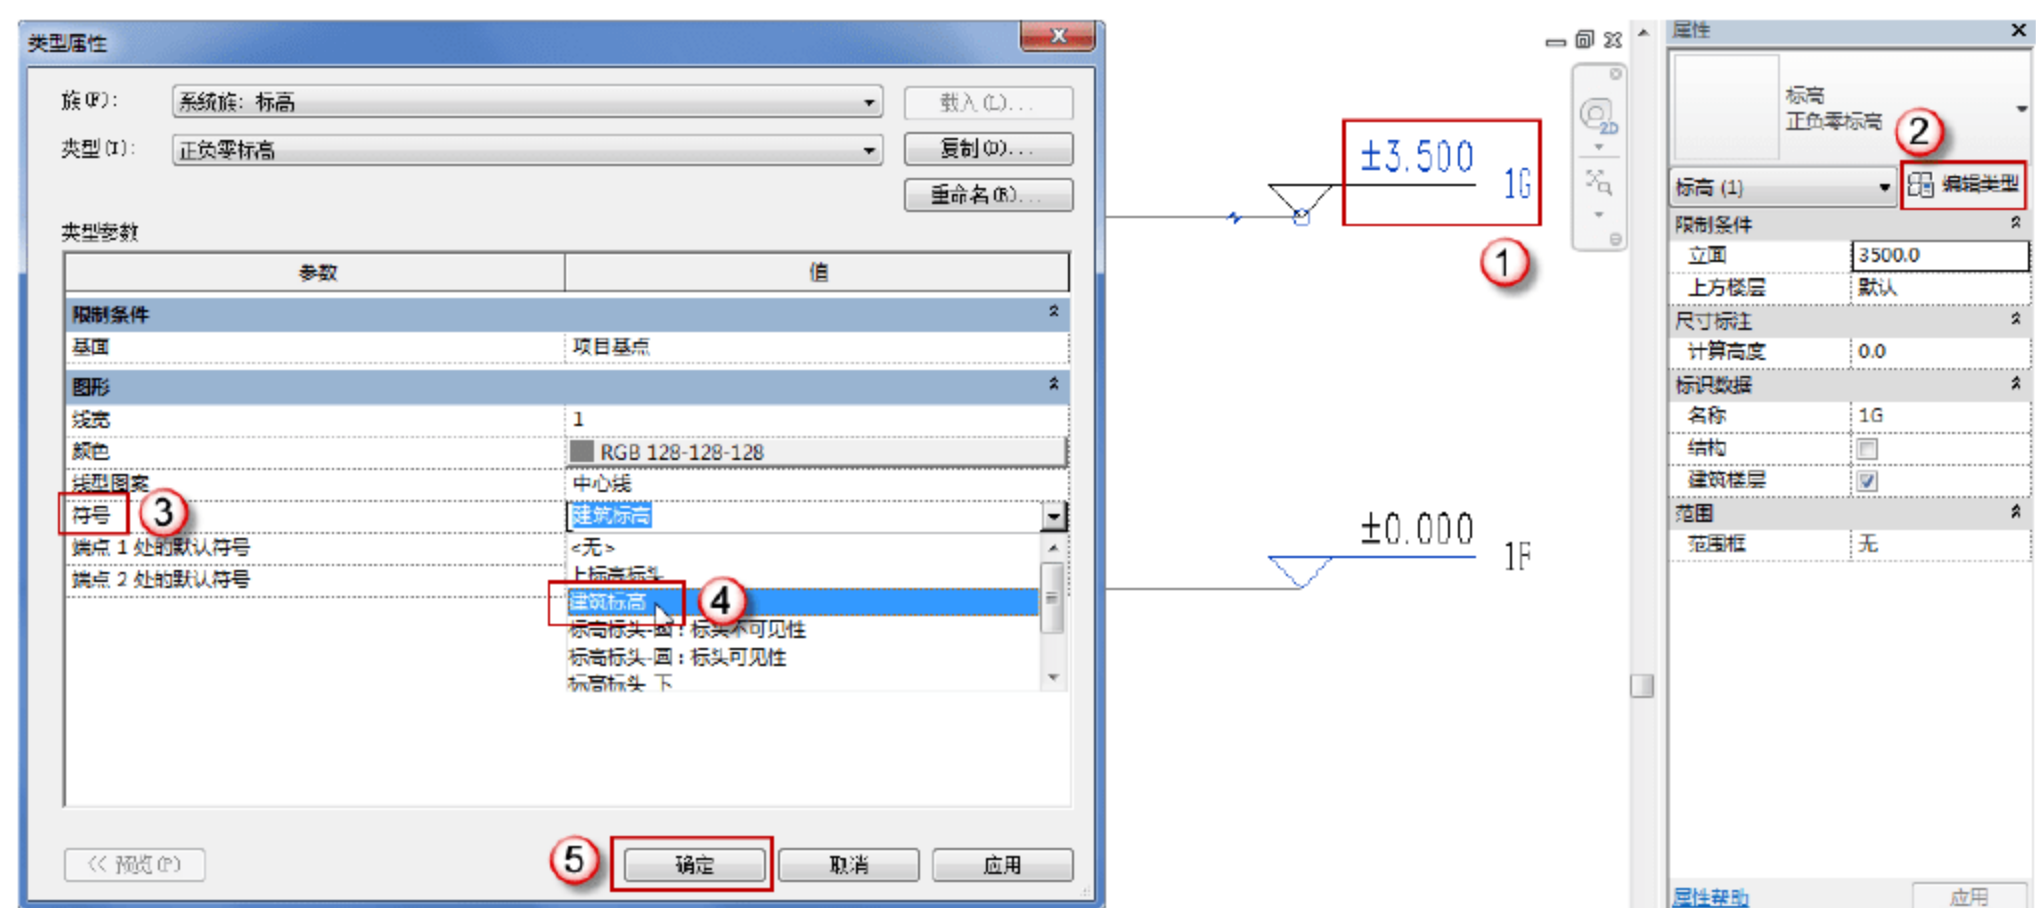 类型属性
族(F):
系统族: 标高
载入(L)...
类型(T):
正负零标高
复制(D)...
重命名(R)...
类型参数
参数
值
限制条件
基面
项目基点
图形
线宽
1
颜色
RGB 128-128-128
线型图案
中心线
符号
3
建筑标高
端点 1 处的默认符号
<无>
端点 2 处的默认符号
上标高标头
建筑标高
4
标高标头-圆 : 标头不可见性
标高标头-圆 : 标头可见性
标高标头_下
<< 预览(P)
5
确定
取消
应用
±3.500
1G
1
±0.000
1F
2D
属性
标高
正负零标高
2
标高 (1)
编辑类型
限制条件
立面
3500.0
上方楼层
默认
尺寸标注
计算高度
0.0
标识数据
名称
1G
结构
建筑楼层
范围
范围框
无
属性帮助
应用